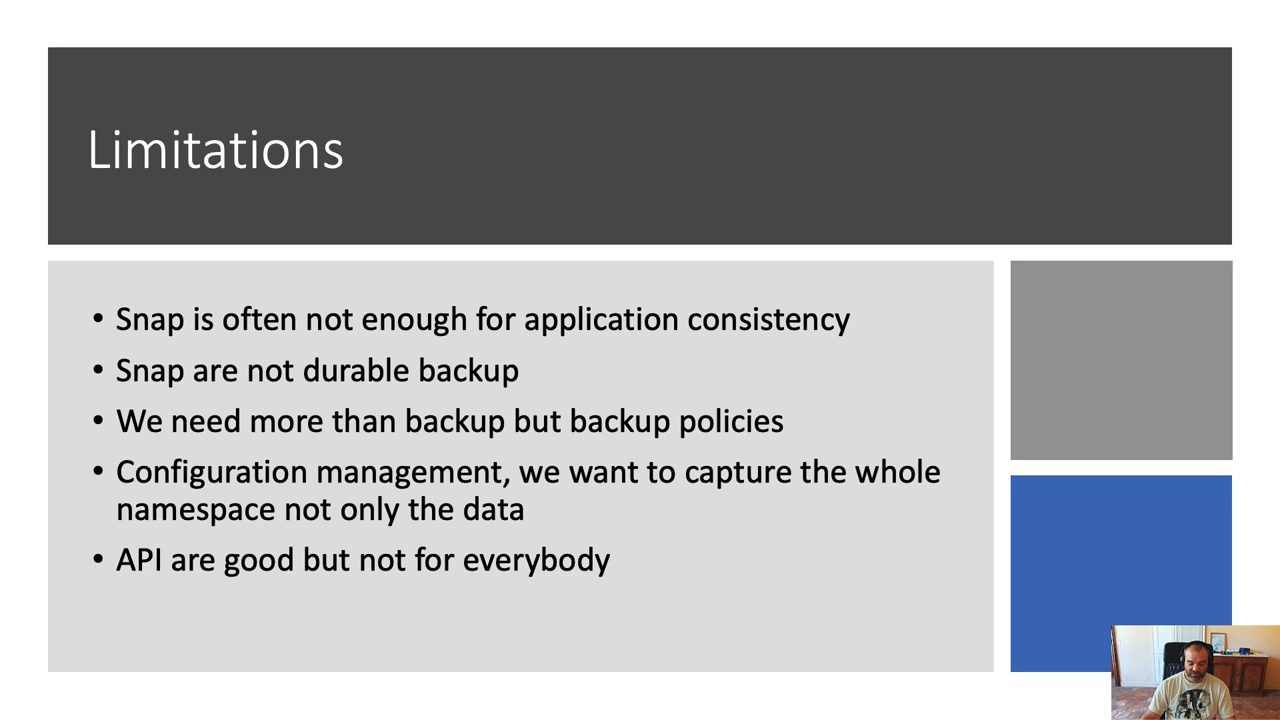 Limitations
• Snap is often not enough for application consistency
• Snap are not durable backup
• We need more than backup but backup policies
• Configuration management, we want to capture the whole
namespace not only the data
• API are good but not for everybody